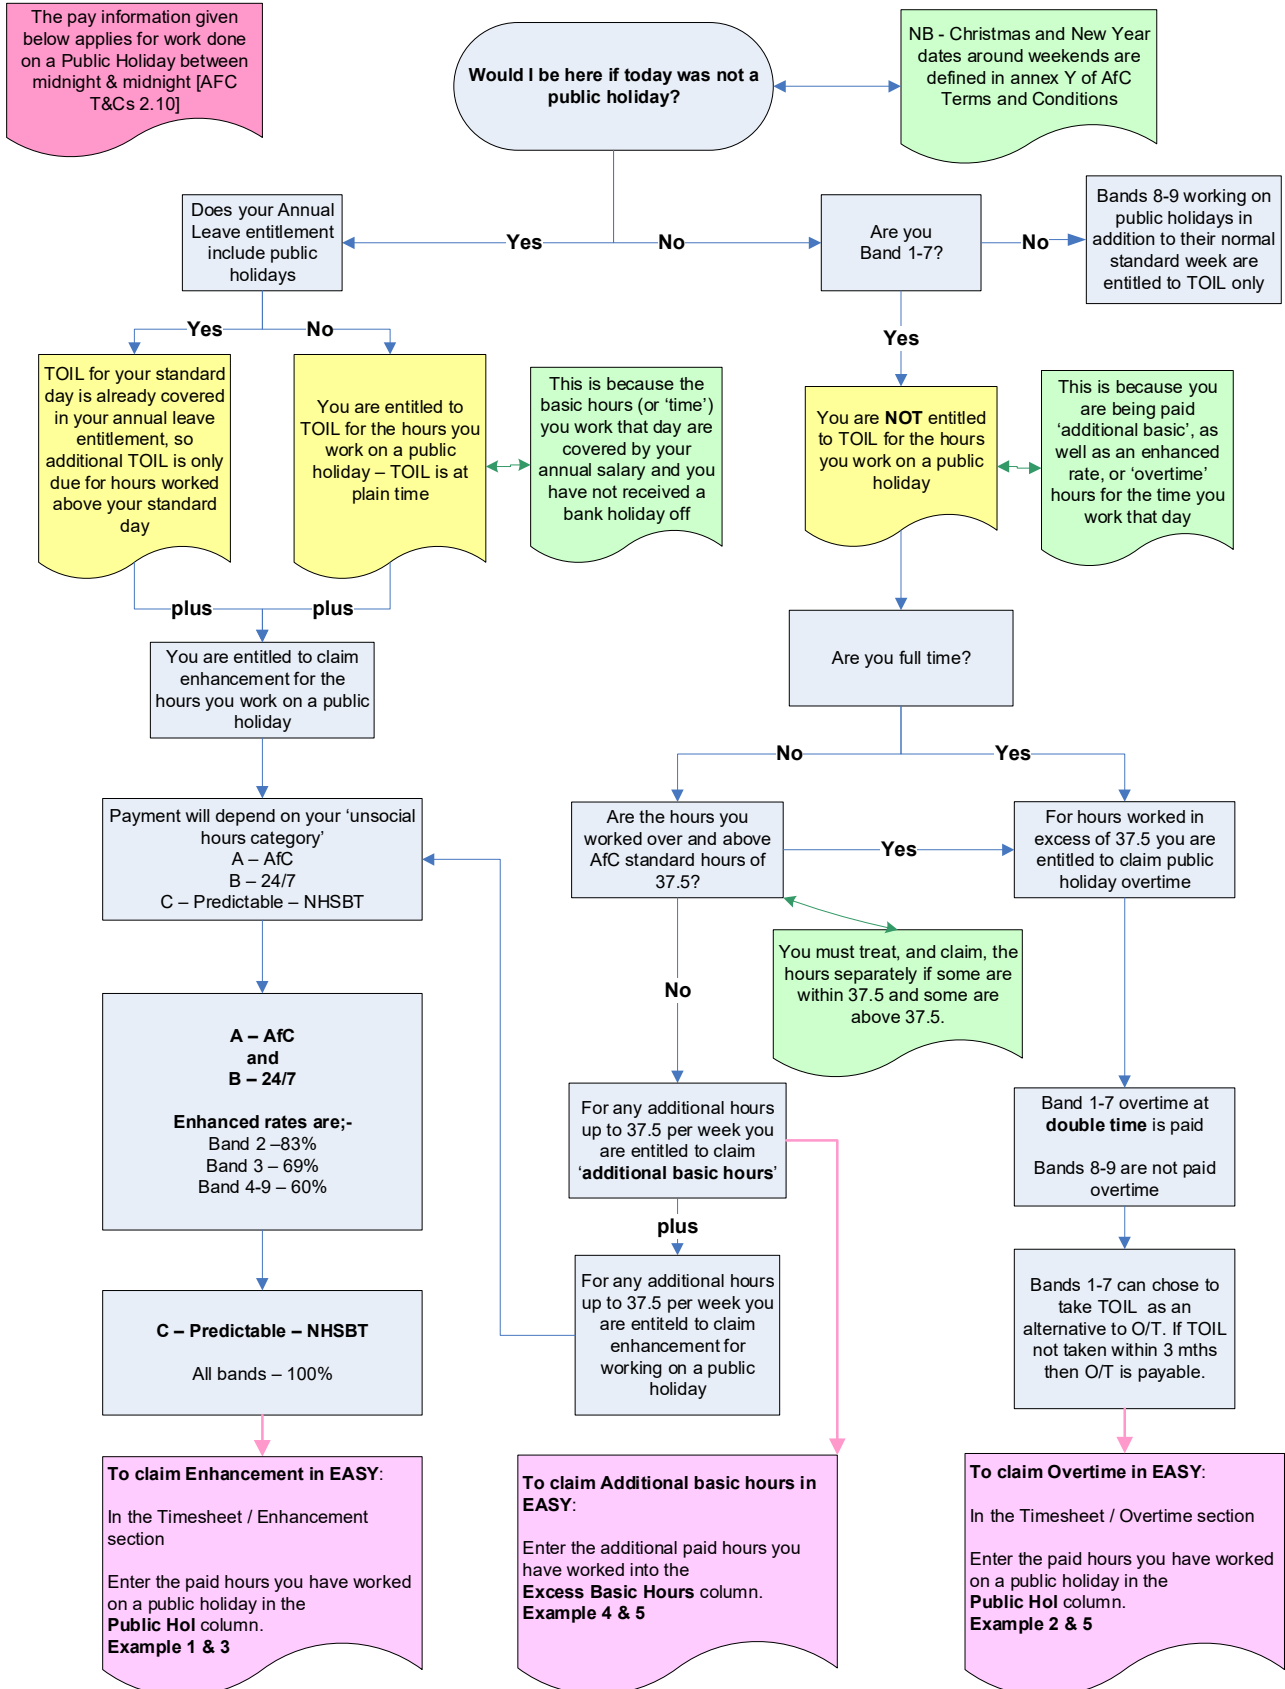 The pay information given
below applies for work done
on a Public Holiday between
midnight & midnight [AFC
T&Cs 2.10]
Would I be here if today was not a
public holiday?
NB - Christmas and New Year
dates around weekends are
defined in annex Y of AfC
Terms and Conditions
Does your Annual
Leave entitlement
include public
holidays
Yes
No
Are you
Band 1-7?
No
Bands 8-9 working on
public holidays in
addition to their normal
standard week are
entitled to TOIL only
Yes
No
Yes
TOIL for your standard
day is already covered
in your annual leave
entitlement, so
additional TOIL is only
due for hours worked
above your standard
day
You are entitled to
TOIL for the hours you
work on a public
holiday – TOIL is at
plain time
This is because the
basic hours (or ‘time’)
you work that day are
covered by your
annual salary and you
have not received a
bank holiday off
You are NOT entitled
to TOIL for the hours
you work on a public
holiday
This is because you
are being paid
‘additional basic’, as
well as an enhanced
rate, or ‘overtime’
hours for the time you
work that day
plus
plus
You are entitled to claim
enhancement for the
hours you work on a public
holiday
Are you full time?
No
Yes
Payment will depend on your ‘unsocial
hours category’
A – AfC
B – 24/7
C – Predictable – NHSBT
Are the hours you
worked over and above
AfC standard hours of
37.5?
Yes
For hours worked in
excess of 37.5 you are
entitled to claim public
holiday overtime
You must treat, and claim, the
hours separately if some are
within 37.5 and some are
above 37.5.
No
A – AfC
and
B – 24/7
Enhanced rates are;-
Band 2 –83%
Band 3 – 69%
Band 4-9 – 60%
For any additional hours
up to 37.5 per week you
are entitled to claim
‘additional basic hours’
Band 1-7 overtime at
double time is paid
Bands 8-9 are not paid
overtime
plus
For any additional hours
up to 37.5 per week you
are entiteld to claim
enhancement for
working on a public
holiday
Bands 1-7 can chose to
take TOIL as an
alternative to O/T. If TOIL
not taken within 3 mths
then O/T is payable.
C – Predictable – NHSBT
All bands – 100%
To claim Enhancement in EASY:
In the Timesheet / Enhancement
section
Enter the paid hours you have worked
on a public holiday in the
Public Hol column.
Example 1 & 3
To claim Additional basic hours in
EASY:
Enter the additional paid hours you
have worked into the
Excess Basic Hours column.
Example 4 & 5
To claim Overtime in EASY:
In the Timesheet / Overtime section
Enter the paid hours you have worked
on a public holiday in the
Public Hol column.
Example 2 & 5